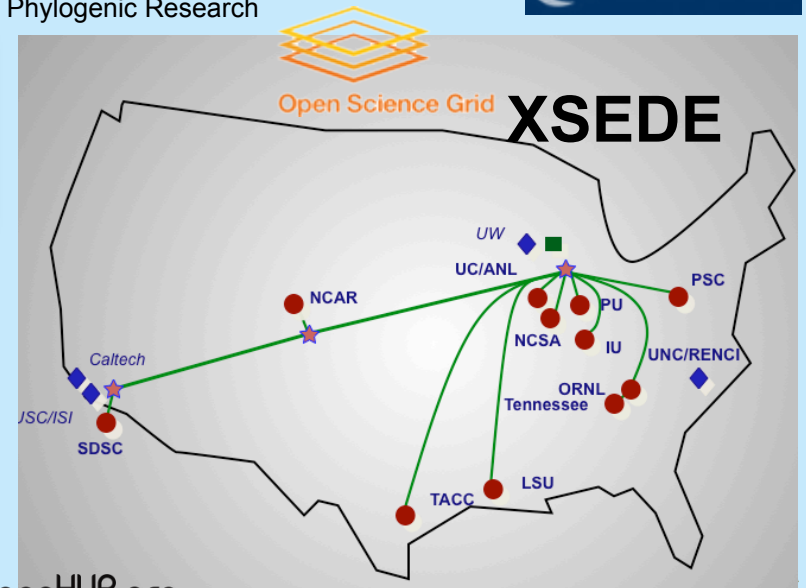 Phylogenic Research
Open Science Grid
XSEDE
UW
UC/ANL
PSC
NCAR
PU
NCSA
IU
UNC/RENCI
Caltech
ORNL
Tennessee
JSC/ISI
SDSC
LSU
TACC